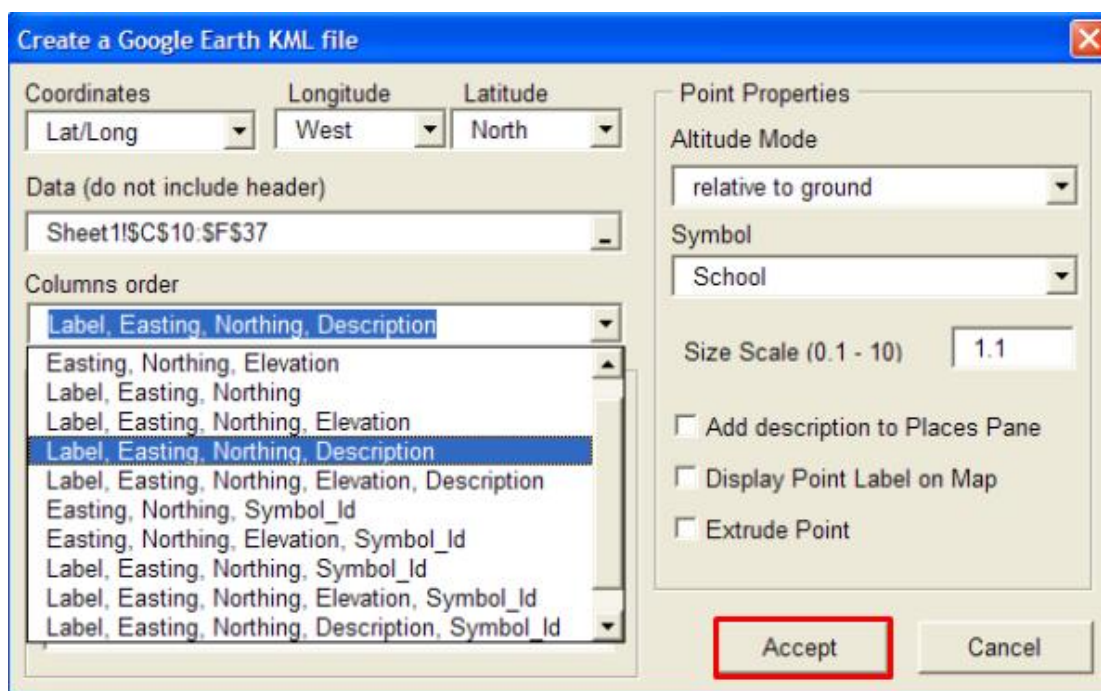 Create a Google Earth KML file
Coordinates
Longitude
Latitude
Lat/Long
West
North
Data (do not include header)
Sheet1!$C$10:$F$37
Columns order
Label, Easting, Northing, Description
Easting, Northing, Elevation
Label, Easting, Northing
Label, Easting, Northing, Elevation
Label, Easting, Northing, Description
Label, Easting, Northing, Elevation, Description
Easting, Northing, Symbol_Id
Easting, Northing, Elevation, Symbol_Id
Label, Easting, Northing, Symbol_Id
Label, Easting, Northing, Elevation, Symbol_Id
Label, Easting, Northing, Description, Symbol_Id
Point Properties
Altitude Mode
relative to ground
Symbol
School
Size Scale (0.1 - 10)
1.1
Add description to Places Pane
Display Point Label on Map
Extrude Point
Accept
Cancel